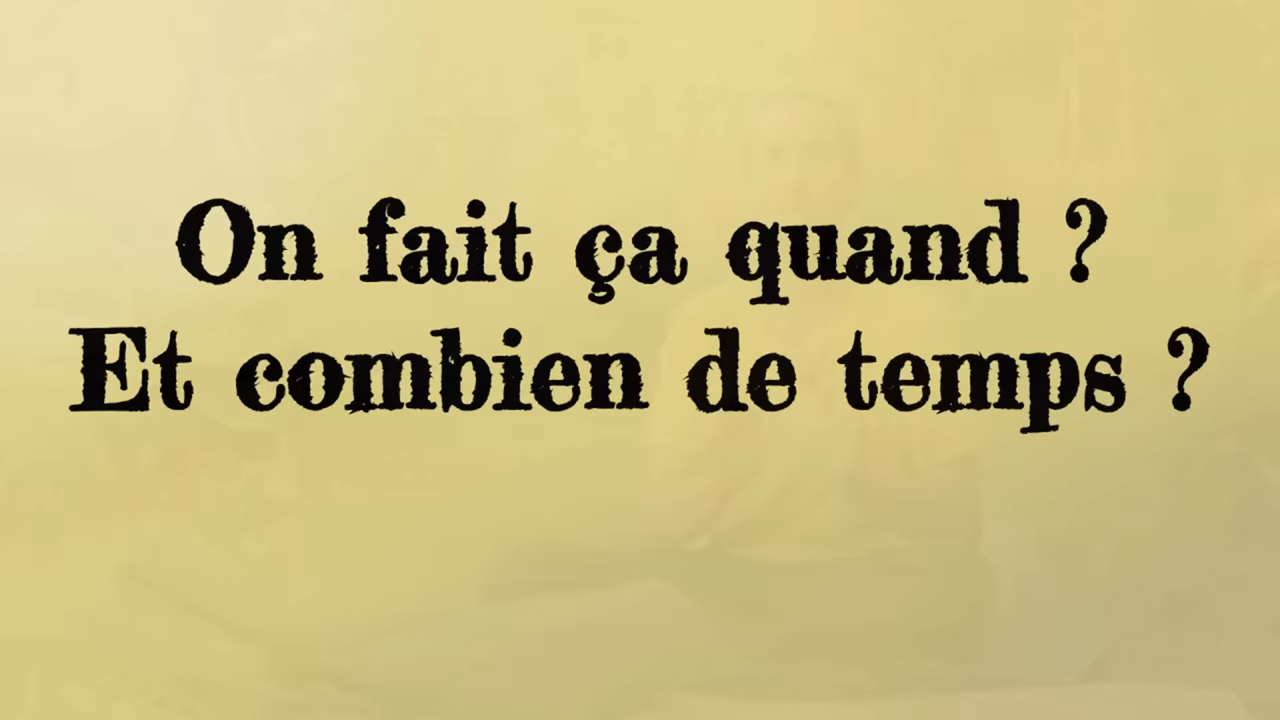 On fait ça quand ?
Et combien de temps ?